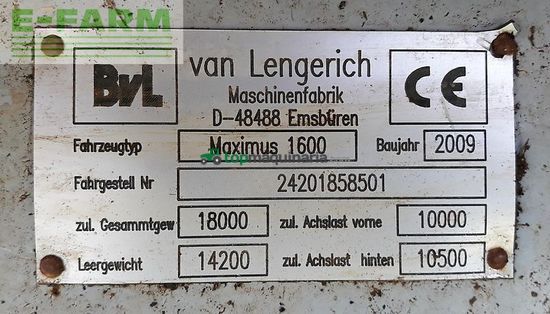 E-FARM
BvL
van Lengerich
Maschinenfabrik
D-48488 Emsbüren
CE
Fahrzeugtyp Maximus 1600 Baujahr 2009
topmaquinaria.com
Fahrgestell Nr 24201858501
zul. Gesammtgew 18000 zul. Achslast vorne 10000
Leergewicht 14200 zul. Achslast hinten 10500